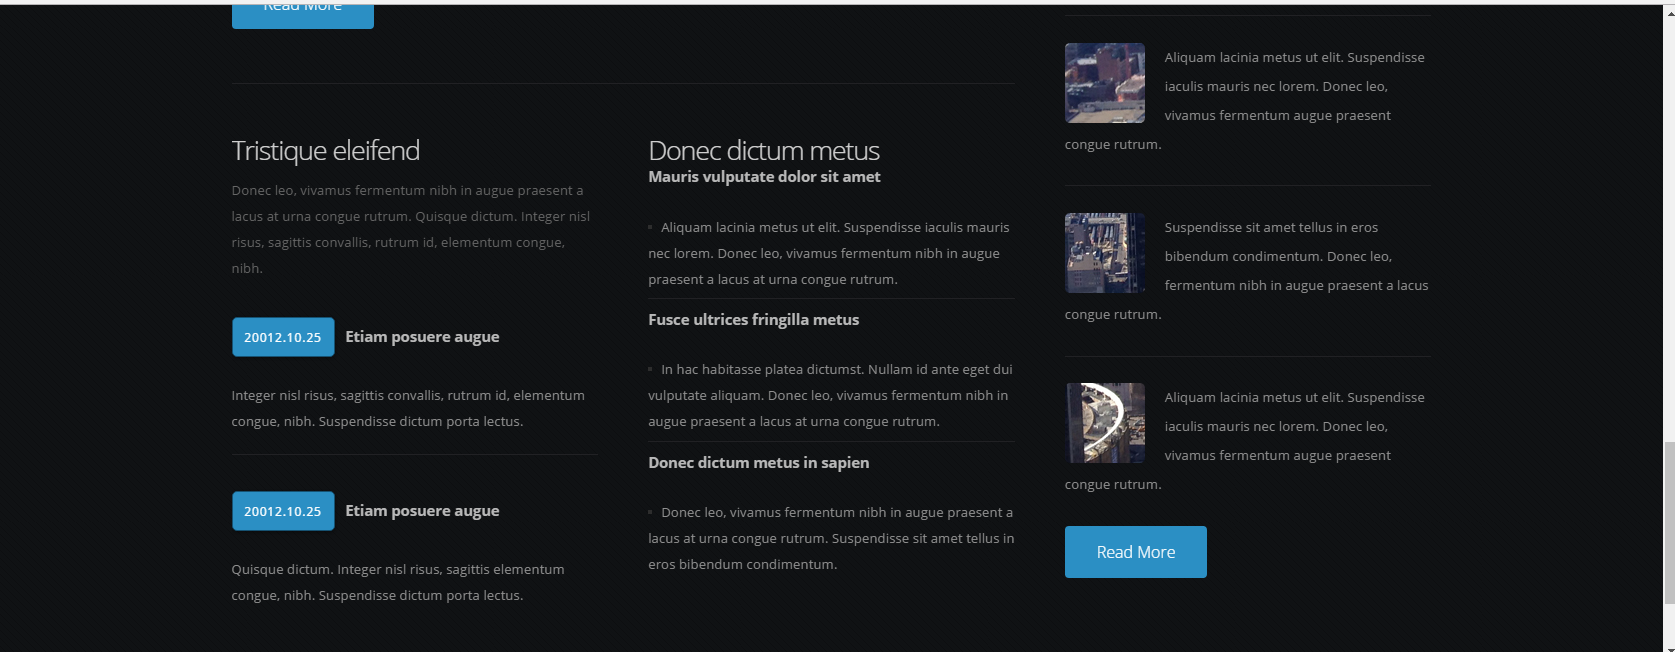 Read More
Tristique eleifend
Donec leo, vivamus fermentum nibh in augue praesent a
lacus at urna congue rutrum. Quisque dictum. Integer nisl
risus, sagittis convallis, rutrum id, elementum congue,
nibh.
20012.10.25 Etiam posuere augue
Integer nisl risus, sagittis convallis, rutrum id, elementum
congue, nibh. Suspendisse dictum porta lectus.
20012.10.25 Etiam posuere augue
Quisque dictum. Integer nisl risus, sagittis elementum
congue, nibh. Suspendisse dictum porta lectus.
Donec dictum metus
Mauris vulputate dolor sit amet
Aliquam lacinia metus ut elit. Suspendisse iaculis mauris
nec lorem. Donec leo, vivamus fermentum nibh in augue
praesent a lacus at urna congue rutrum.
Fusce ultrices fringilla metus
In hac habitasse platea dictumst. Nullam id ante eget dui
vulputate aliquam. Donec leo, vivamus fermentum nibh in
augue praesent a lacus at urna congue rutrum.
Donec dictum metus in sapien
Donec leo, vivamus fermentum nibh in augue praesent a
lacus at urna congue rutrum. Suspendisse sit amet tellus in
eros bibendum condimentum.
Aliquam lacinia metus ut elit. Suspendisse
iaculis mauris nec lorem. Donec leo,
vivamus fermentum augue praesent
congue rutrum.
Suspendisse sit amet tellus in eros
bibendum condimentum. Donec leo,
fermentum nibh in augue praesent a lacus
congue rutrum.
Aliquam lacinia metus ut elit. Suspendisse
iaculis mauris nec lorem. Donec leo,
vivamus fermentum augue praesent
congue rutrum.
Read More